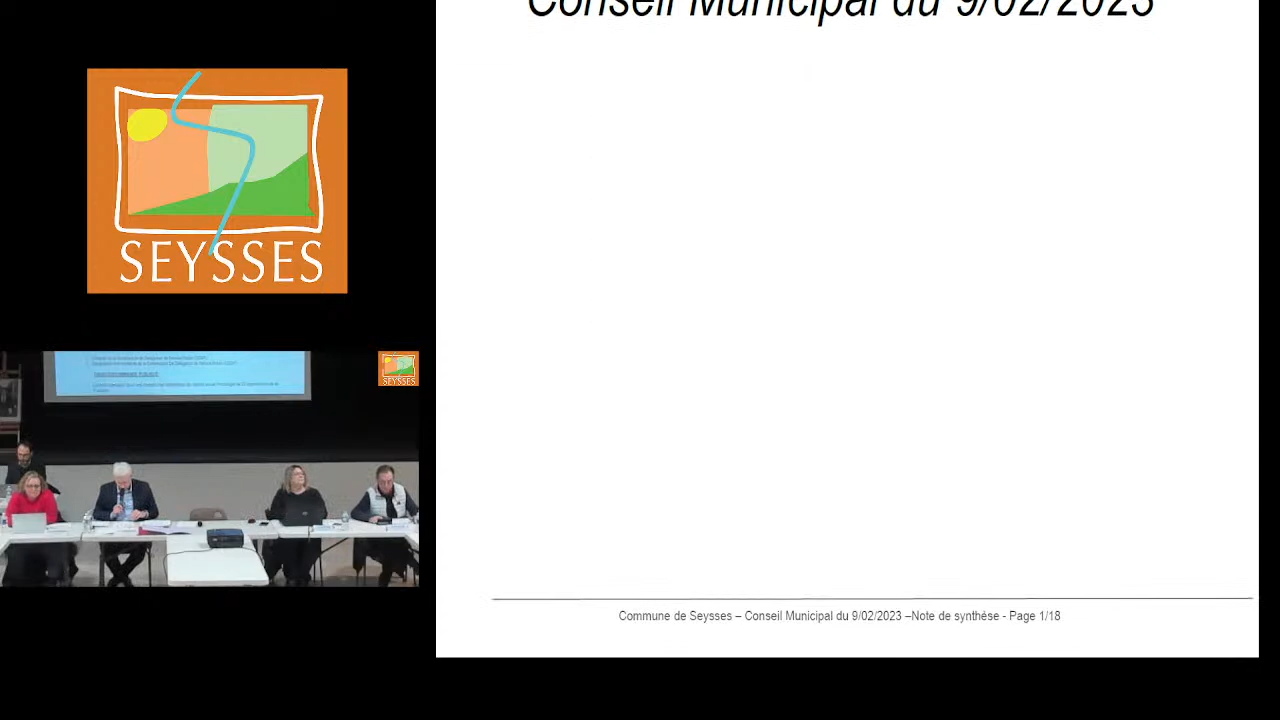 Conseil Municipal du 9/02/2023
SEYSSES
SEYSSES
Commune de Seysses – Conseil Municipal du 9/02/2023 –Note de synthèse - Page 1/18